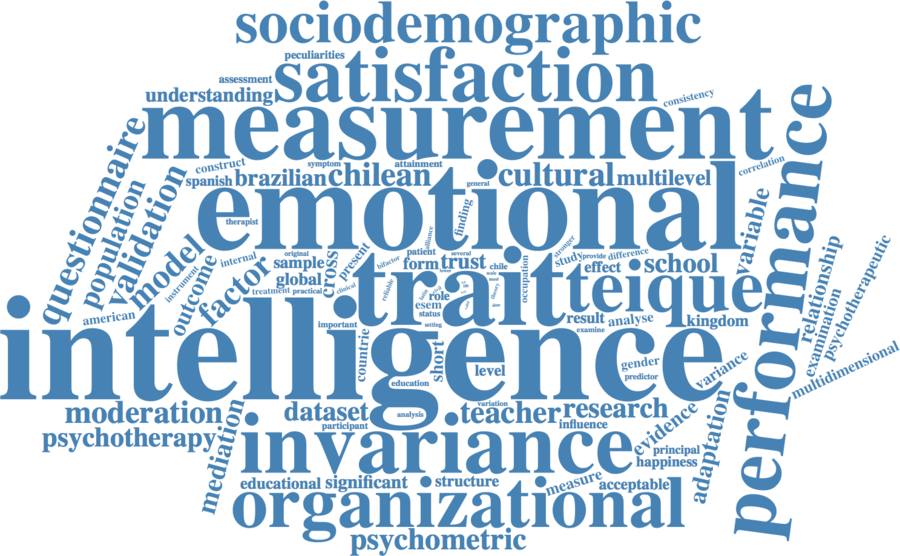 sociodemographic
peculiarities
satisfaction
assessment
understanding
consistency
measurement
performance
questionnaire
construct
symptom
attainment
correlation
spanish
brazilian
chilean
general
cultural
multilevel
population
validation
emotional
therapist
finding
variable
model
internal
original
present
alliance
several
stronger
study
provide
difference
sample
cross
bifactor
patient
form
trust
chile
effect
school
relationship
psychotherapeutic
instrument
outcome
factor
global
treatment
practical
clinical
reliable
trait
teique
occupation
theory
role
esem
status
american
important
setting
result
analyse
examine
kingdom
examination
intelligence
countrie
short
level
education
gender
predictor
variance
multidimensional
moderation
dataset
analysis
variation
teacher
research
participant
influence
psychotherapy
mediation
invariance
evidence
principal
happiness
adaptation
educational
significant
structure
measure
acceptable
organizational
psychometric